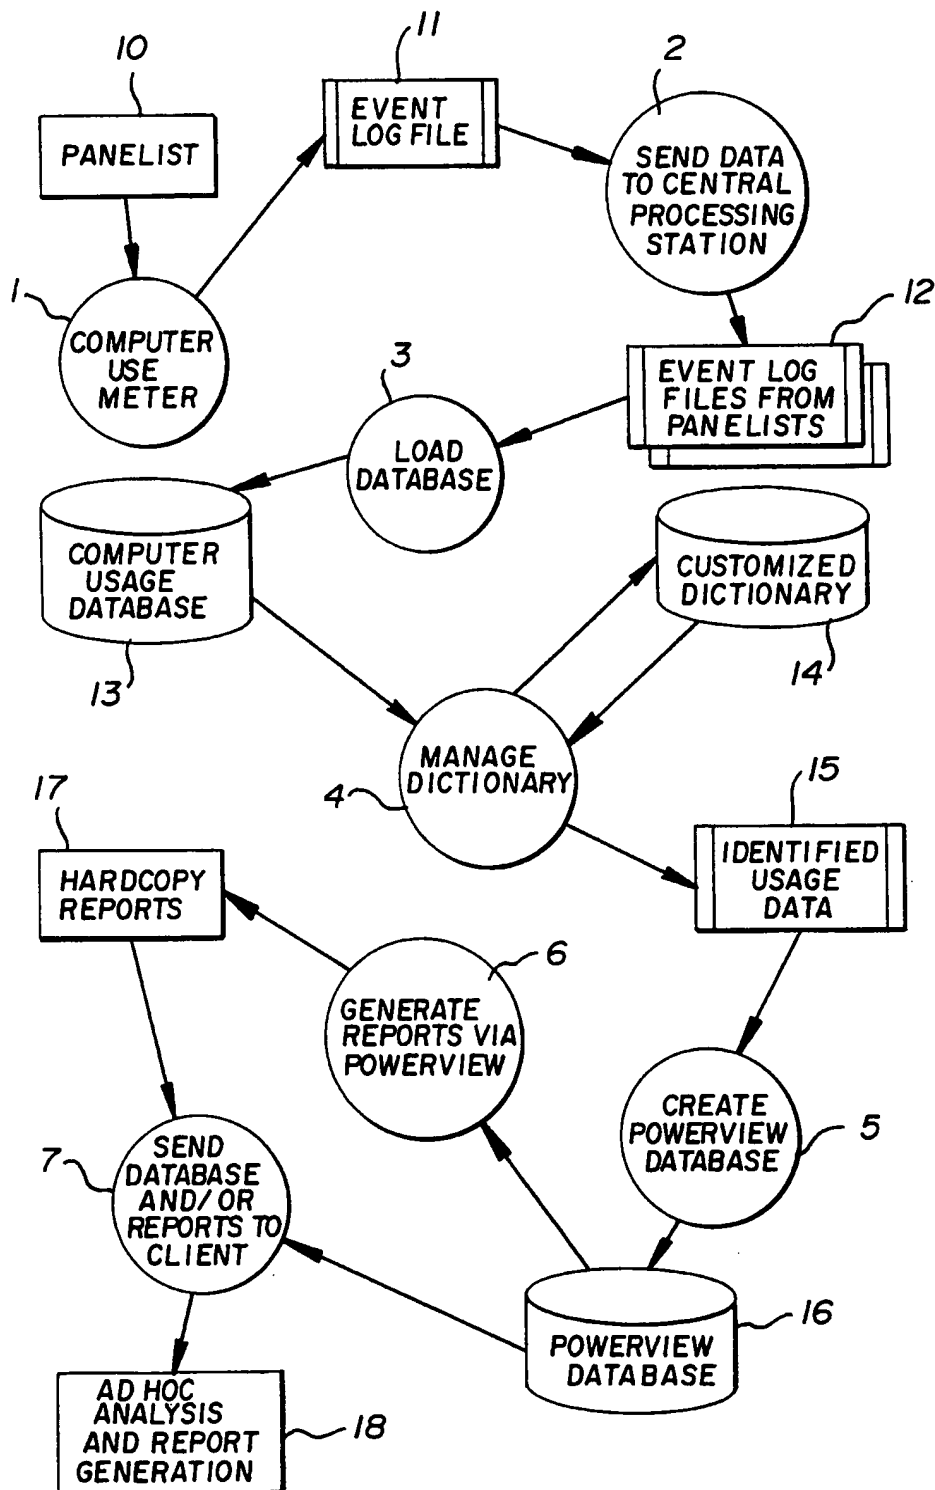 10
PANELIST
11
EVENT
LOG FILE
2
SEND DATA
TO CENTRAL
PROCESSING
STATION
1
COMPUTER
USE
METER
12
EVENT LOG
FILES FROM
PANELISTS
3
LOAD
DATABASE
COMPUTER
USAGE
DATABASE
13
CUSTOMIZED
DICTIONARY
14
MANAGE
DICTIONARY
4
15
IDENTIFIED
USAGE
DATA
17
HARDCOPY
REPORTS
6
GENERATE
REPORTS VIA
POWERVIEW
CREATE
POWERVIEW
DATABASE
5
7
SEND
DATABASE
AND/OR
REPORTS TO
CLIENT
POWERVIEW
DATABASE
16
AD HOC
ANALYSIS
AND REPORT
GENERATION
18